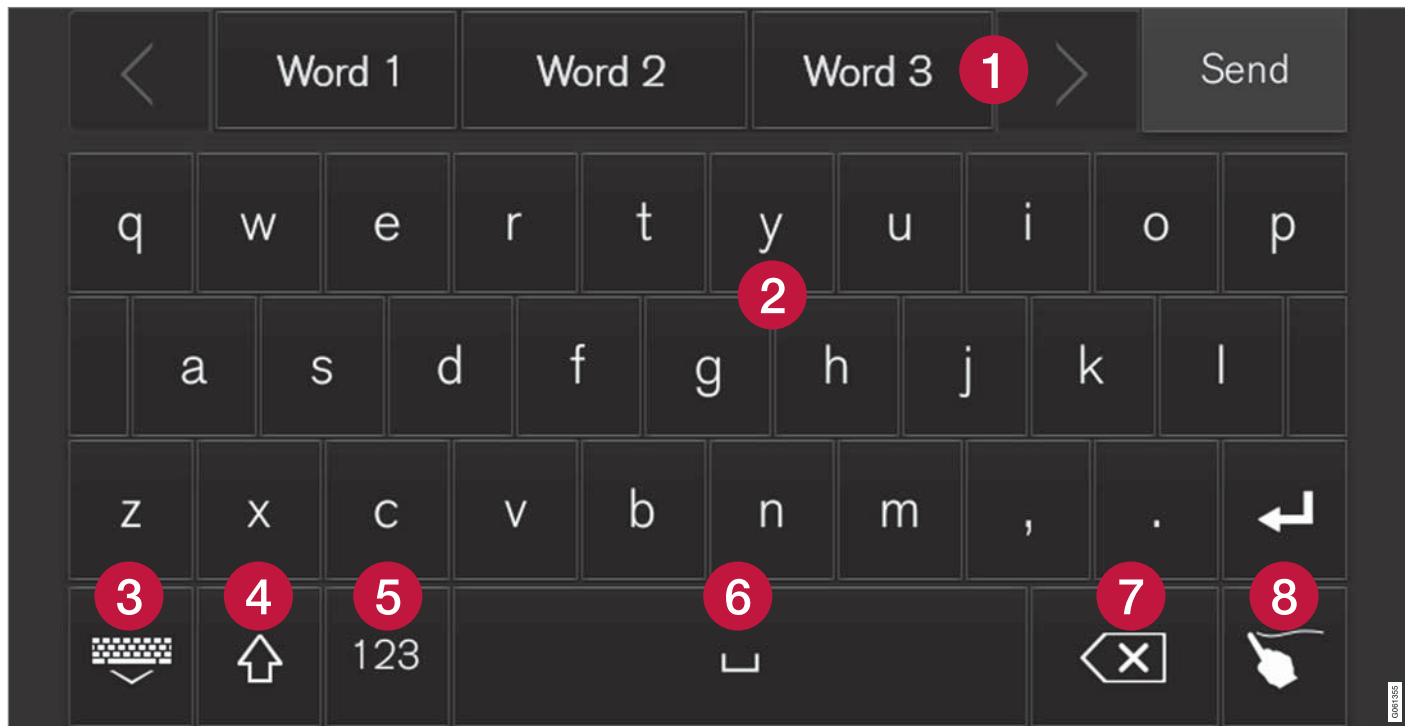 Word 1 Word 2 Word 3 1 Send
q w e r t y u i o p
2
a s d f g h j k l
z x c v b n m , .
3 4 5 6 7 8
123
G061355